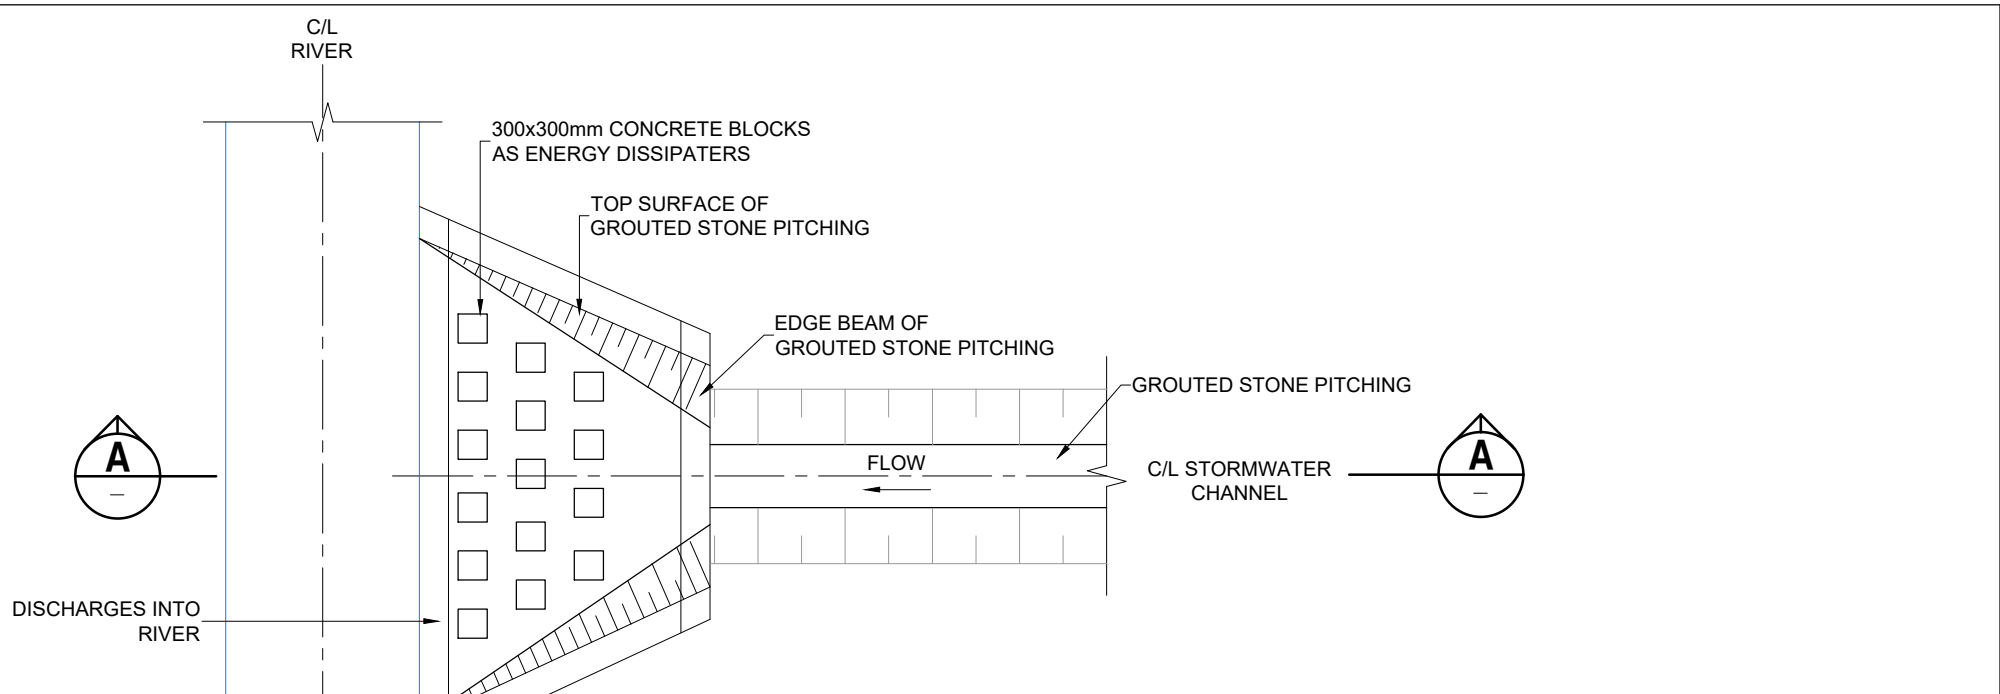 C/L
RIVER
300x300mm CONCRETE BLOCKS
AS ENERGY DISSIPATERS
TOP SURFACE OF
GROUTED STONE PITCHING
EDGE BEAM OF
GROUTED STONE PITCHING
GROUTED STONE PITCHING
A
–
FLOW
C/L STORMWATER
CHANNEL
A
–
DISCHARGES INTO
RIVER